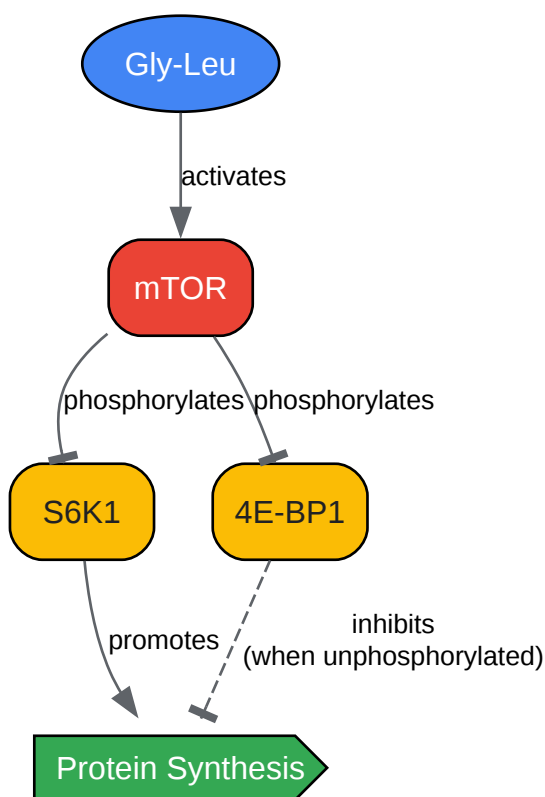 Gly-Leu
activates
mTOR
phosphorylates phosphorylates
S6K1
4E-BP1
promotes
inhibits
(when unphosphorylated)
Protein Synthesis